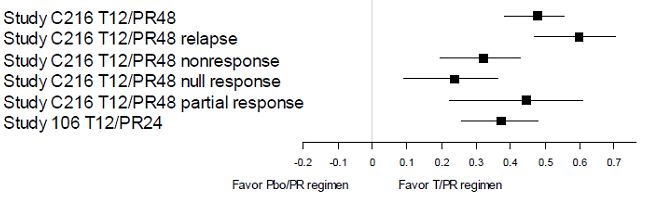 Study C216 T12/PR48
Study C216 T12/PR48 relapse
Study C216 T12/PR48 nonresponse
Study C216 T12/PR48 null response
Study C216 T12/PR48 partial response
Study 106 T12/PR24
-0.2 -0.1 0 0.1 0.2 0.3 0.4 0.5 0.6 0.7
Favor Pbo/PR regimen Favor T/PR regimen